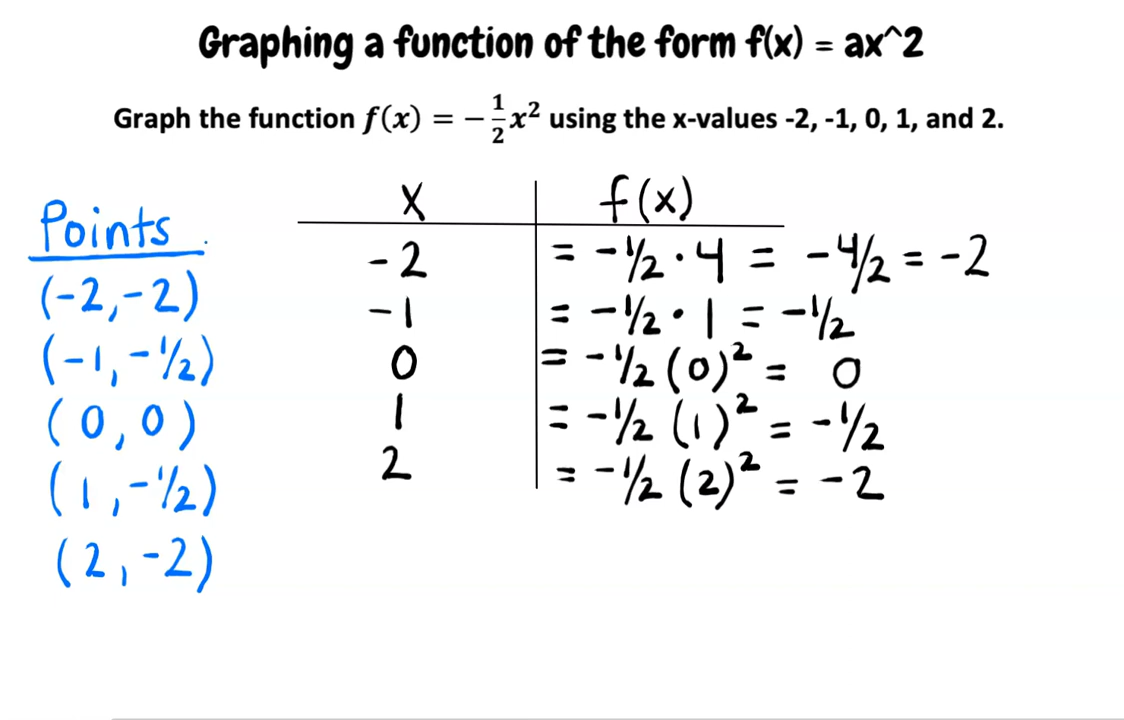 Graphing a function of the form f(x) = ax^2
Graph the function f(x) = −1/2x² using the x-values -2, -1, 0, 1, and 2.
Points
(-2,-2)
(-1,-1/2)
(0,0)
(1,-1/2)
(2,-2)
x f(x)
-2 = -1/2·4 = -4/2 = -2
-1 = -1/2·1 = -1/2
0 = -1/2(0)² = 0
1 = -1/2(1)² = -1/2
2 = -1/2(2)² = -2